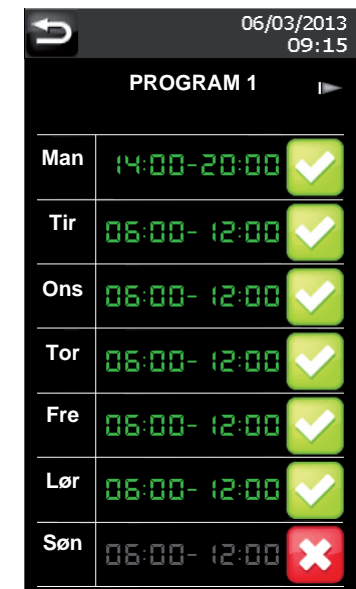 06/03/2013
09:15
PROGRAM 1
Man 14:00-20:00
Tir 06:00-12:00
Ons 06:00-12:00
Tor 06:00-12:00
Fre 06:00-12:00
Lør 06:00-12:00
Søn 06:00-12:00